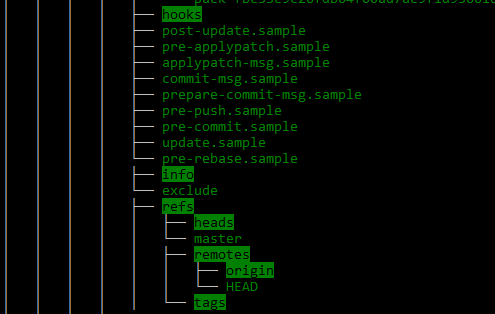 hooks
post-update.sample
pre-applypatch.sample
applypatch-msg.sample
commit-msg.sample
prepare-commit-msg.sample
pre-push.sample
pre-commit.sample
update.sample
pre-rebase.sample
info
exclude
refs
heads
master
remotes
origin
HEAD
tags